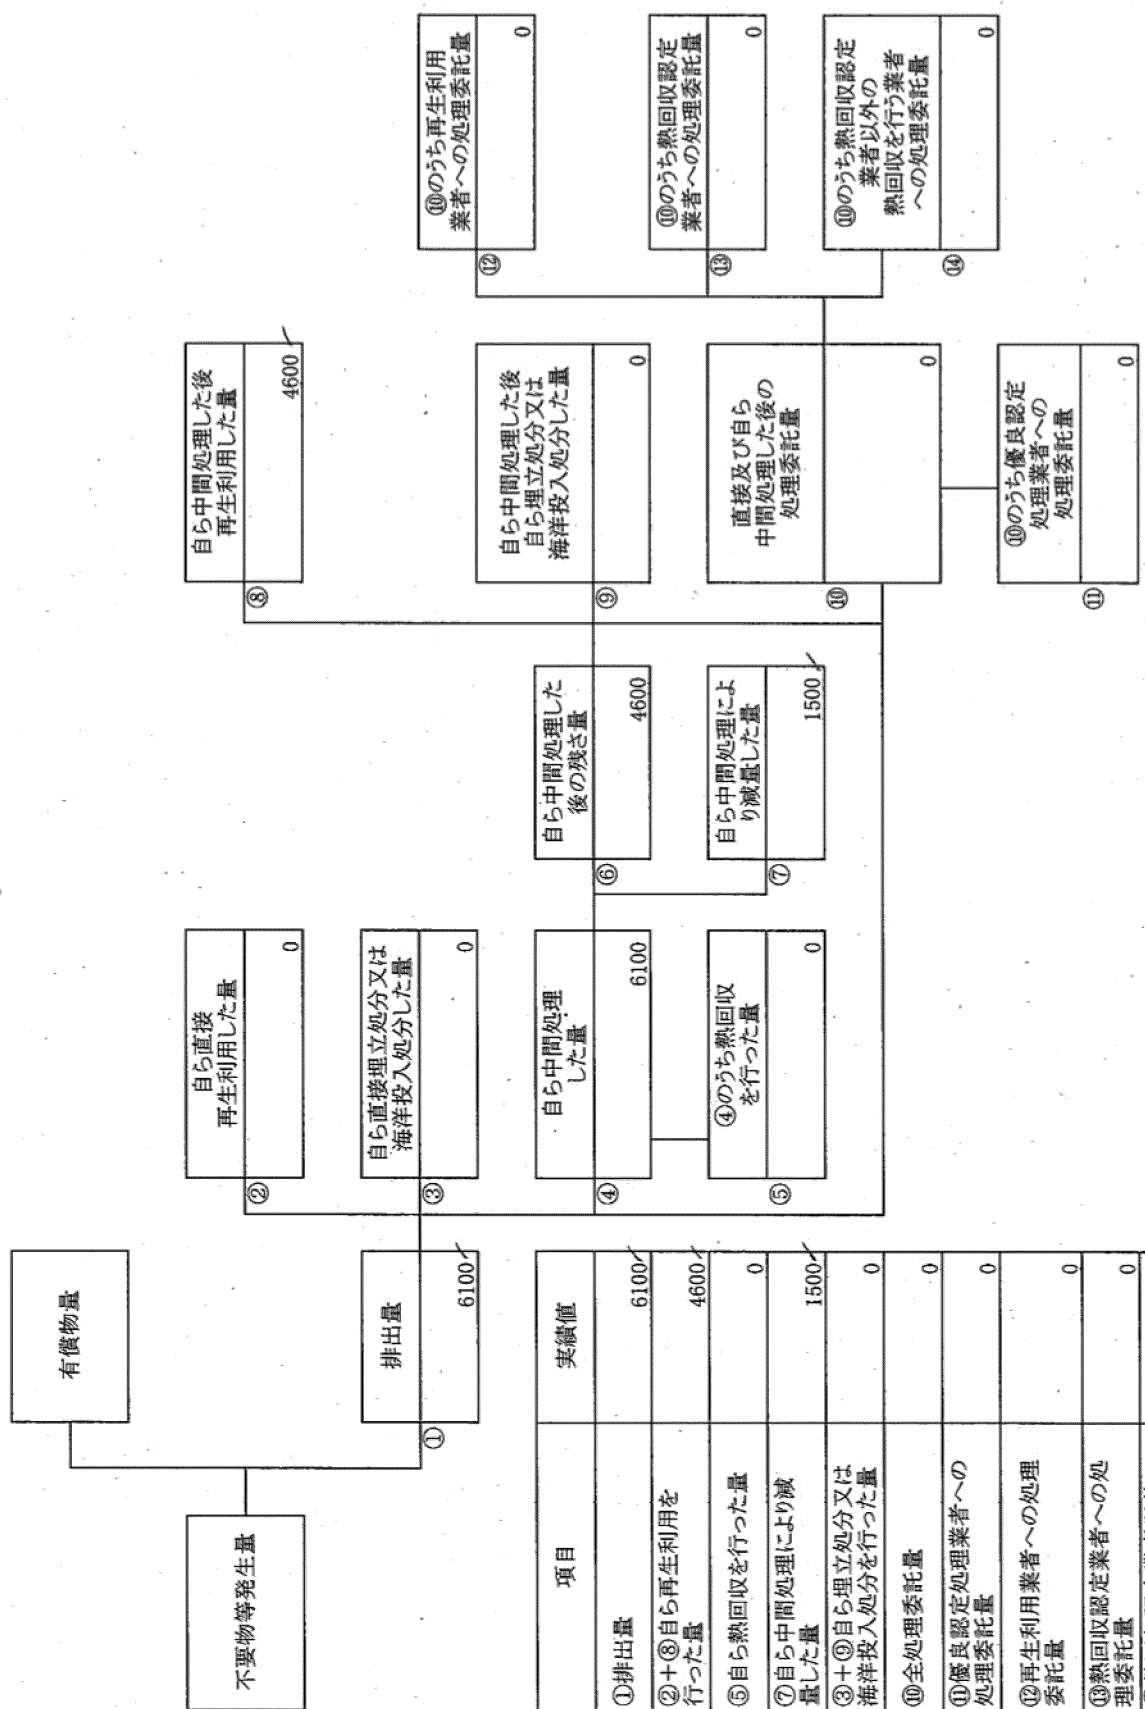 不要物等発生量
有償物量
排出量
①
6100
自ら直接
再生利用した量
②
0
自ら直接埋立処分又は
海洋投入処分した量
③
0
自ら中間処理
した量
④
6100
④のうち熱回収
を行った量
⑤
0
自ら中間処理した
後の残さ量
⑥
4600
自ら中間処理によ
り減量した量
⑦
1500
自ら中間処理した後
再生利用した量
⑧
4600
自ら中間処理した後
自ら埋立処分又は
海洋投入処分した量
⑨
0
直接及び自ら
中間処理した後の
処理委託量
⑩
0
⑩のうち優良認定
処理業者への
処理委託量
⑪
0
⑩のうち再生利用
業者への処理委託量
⑫
0
⑩のうち熱回収認定
業者への処理委託量
⑬
0
⑩のうち熱回収認定
業者以外の
熱回収を行う業者
への処理委託量
⑭
0
項目 実績値
①排出量 6100
②+⑧自ら再生利用を
行った量 4600
⑤自ら熱回収を行った量 0
⑦自ら中間処理により減
量した量 1500
③+⑨自ら埋立処分又は
海洋投入処分を行った量 0
⑩全処理委託量 0
⑪優良認定処理業者への
処理委託量 0
⑫再生利用業者への処理
委託量 0
⑬熱回収認定業者への処
理委託量 0